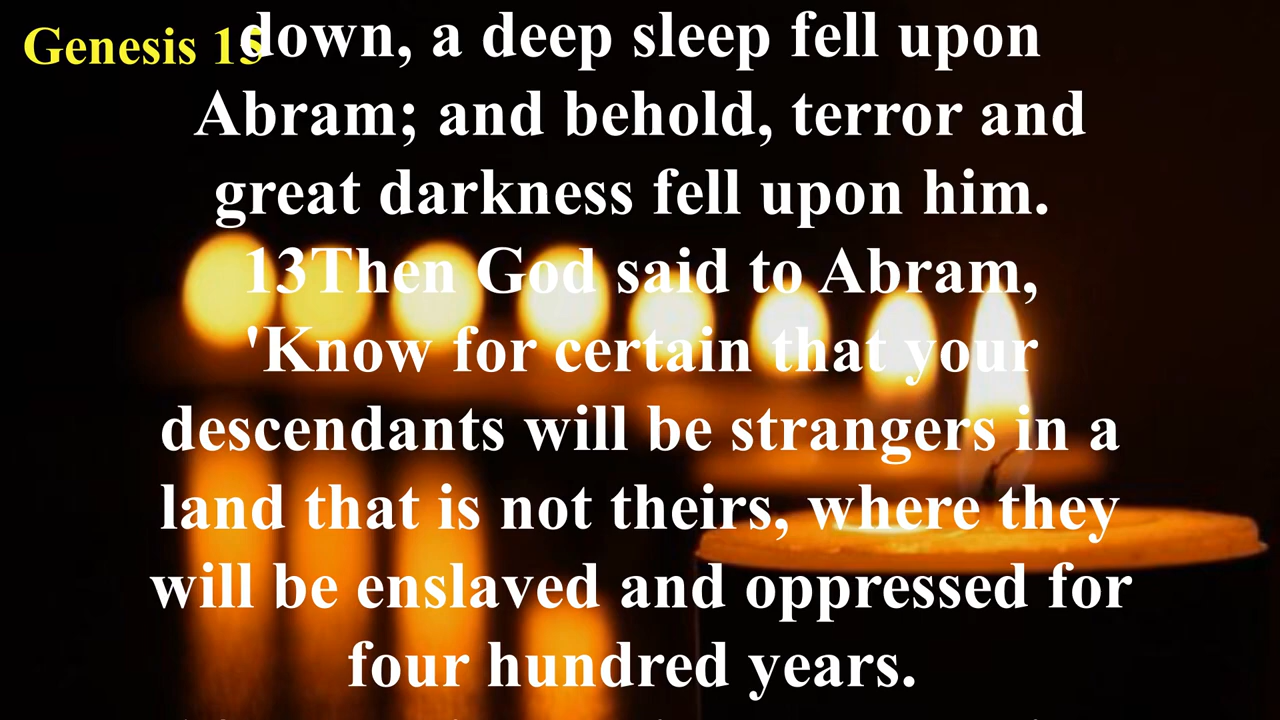 Genesis 15
down, a deep sleep fell upon
Abram; and behold, terror and
great darkness fell upon him.
13Then God said to Abram,
'Know for certain that your
descendants will be strangers in a
land that is not theirs, where they
will be enslaved and oppressed for
four hundred years.